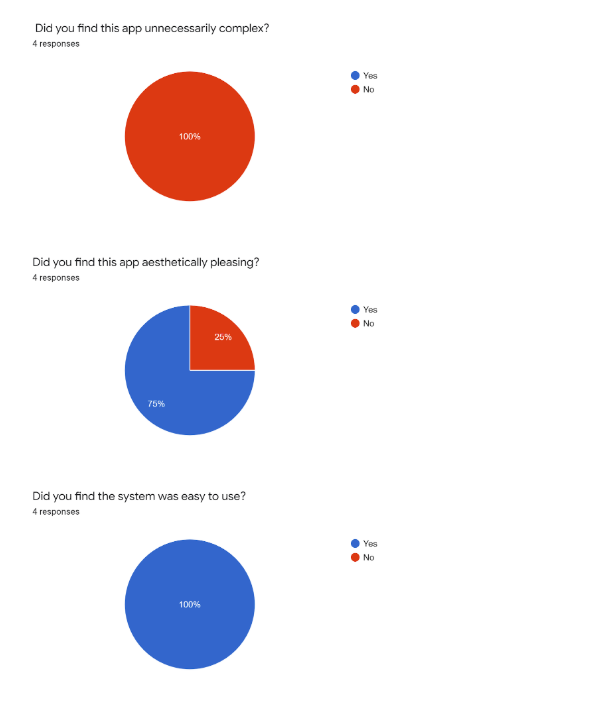 Did you find this app unnecessarily complex?
4 responses
Yes
No
100%
Did you find this app aesthetically pleasing?
4 responses
Yes
No
25%
75%
Did you find the system was easy to use?
4 responses
Yes
No
100%